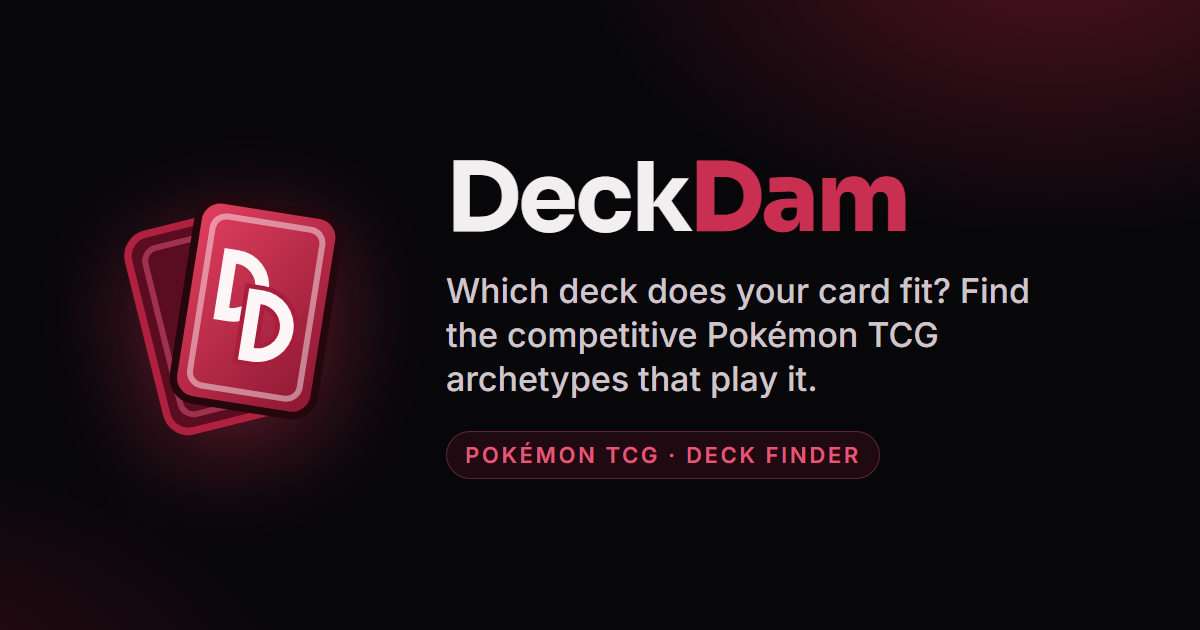 DD
DeckDam
Which deck does your card fit? Find
the competitive Pokémon TCG
archetypes that play it.
POKÉMON TCG · DECK FINDER